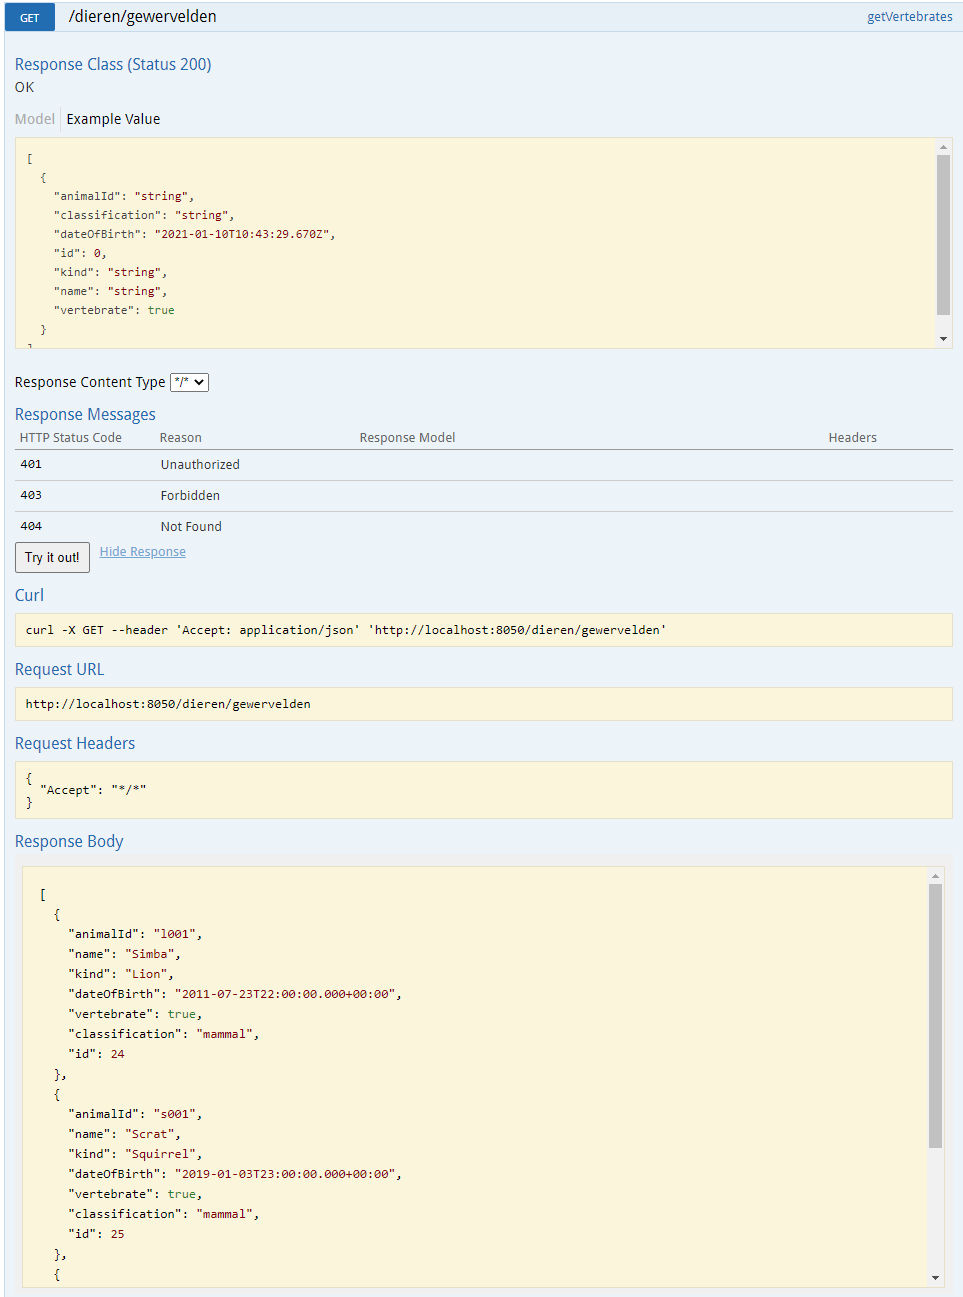 GET /dieren/gewervelden getVertebrates
Response Class (Status 200)
OK
Model Example Value
[
{
"animalId": "string",
"classification": "string",
"dateOfBirth": "2021-01-10T10:43:29.670Z",
"id": 0,
"kind": "string",
"name": "string",
"vertebrate": true
}
]
Response Content Type */*
Response Messages
HTTP Status Code Reason Response Model Headers
401 Unauthorized
403 Forbidden
404 Not Found
Try it out! Hide Response
Curl
curl -X GET --header 'Accept: application/json' 'http://localhost:8050/dieren/gewervelden'
Request URL
http://localhost:8050/dieren/gewervelden
Request Headers
{
"Accept": "*/*"
}
Response Body
[
{
"animalId": "l001",
"name": "Simba",
"kind": "Lion",
"dateOfBirth": "2011-07-23T22:00:00.000+00:00",
"vertebrate": true,
"classification": "mammal",
"id": 24
},
{
"animalId": "s001",
"name": "Scrat",
"kind": "Squirrel",
"dateOfBirth": "2019-01-03T23:00:00.000+00:00",
"vertebrate": true,
"classification": "mammal",
"id": 25
},
{